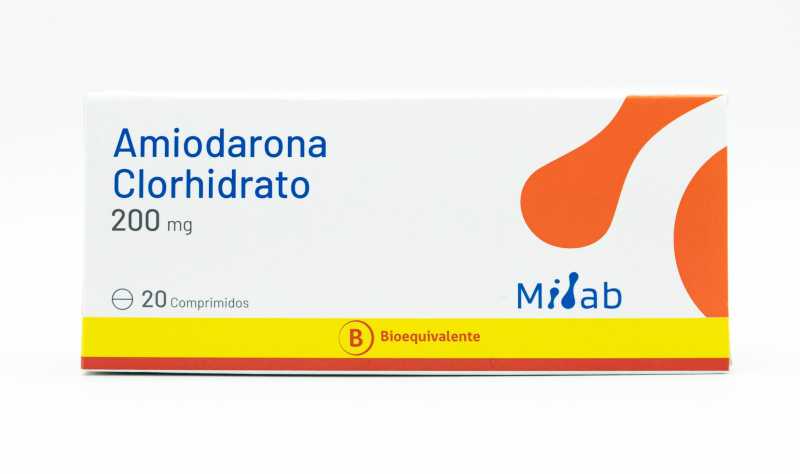 Amiodarona
Clorhidrato
200 mg
20 Comprimidos
Milab
B Bioequivalente